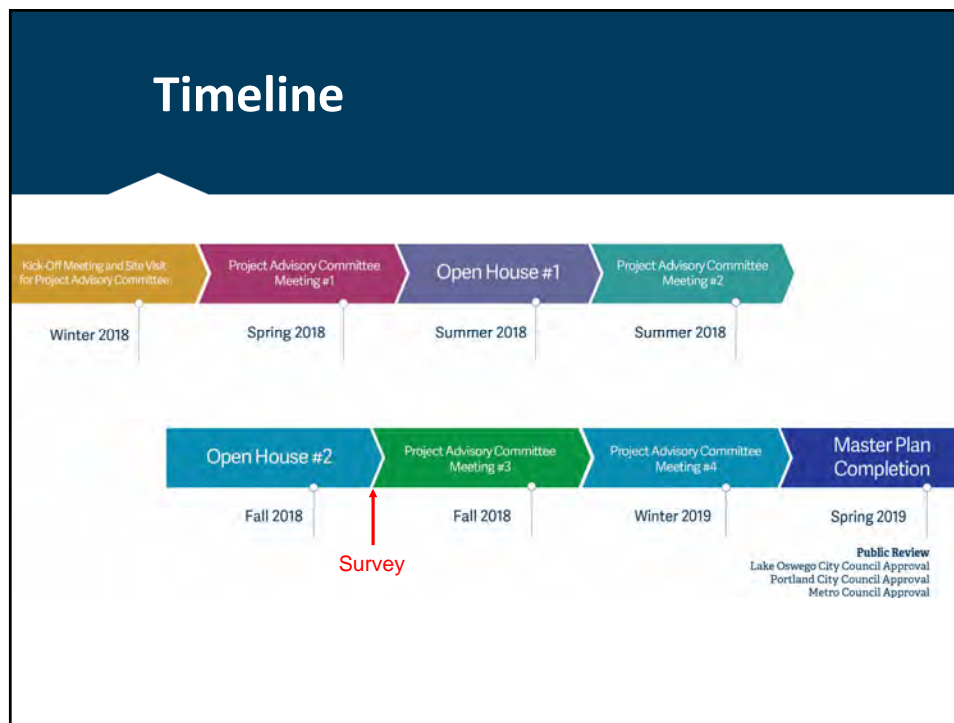 Timeline
Kick-Off Meeting and Site Visit
for Project Advisory Committee
Project Advisory Committee
Meeting #1
Open House #1
Project Advisory Committee
Meeting #2
Winter 2018
Spring 2018
Summer 2018
Summer 2018
Open House #2
Project Advisory Committee
Meeting #3
Project Advisory Committee
Meeting #4
Master Plan
Completion
Fall 2018
Fall 2018
Winter 2019
Spring 2019
Survey
Public Review
Lake Oswego City Council Approval
Portland City Council Approval
Metro Council Approval